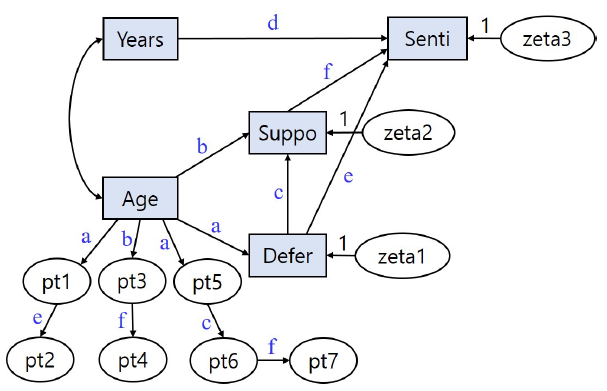 Years
d
Senti
1
zeta3
f
Suppo
1
zeta2
b
e
c
Age
a
Defer
1
zeta1
a
b
a
pt1
pt3
pt5
e
f
c
pt2
pt4
pt6
f
pt7